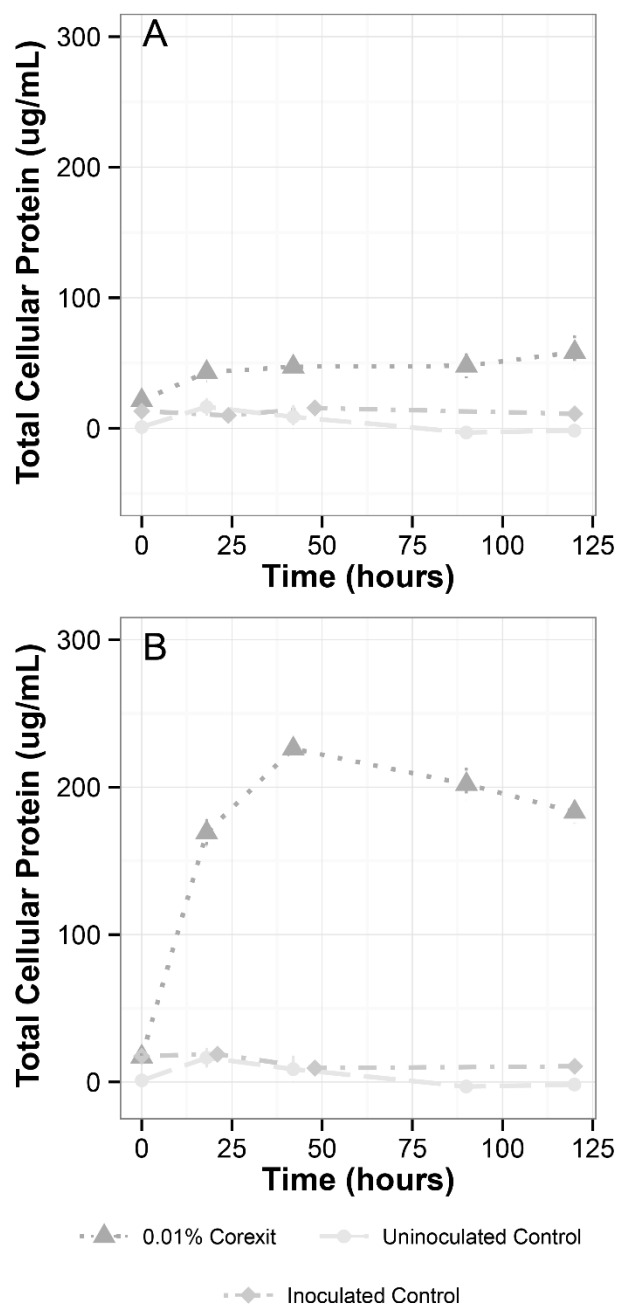 A
300
200
100
0
Total Cellular Protein (ug/mL)
0 25 50 75 100 125
Time (hours)
B
300
200
100
0
Total Cellular Protein (ug/mL)
0 25 50 75 100 125
Time (hours)
0.01% Corexit Uninoculated Control
Inoculated Control